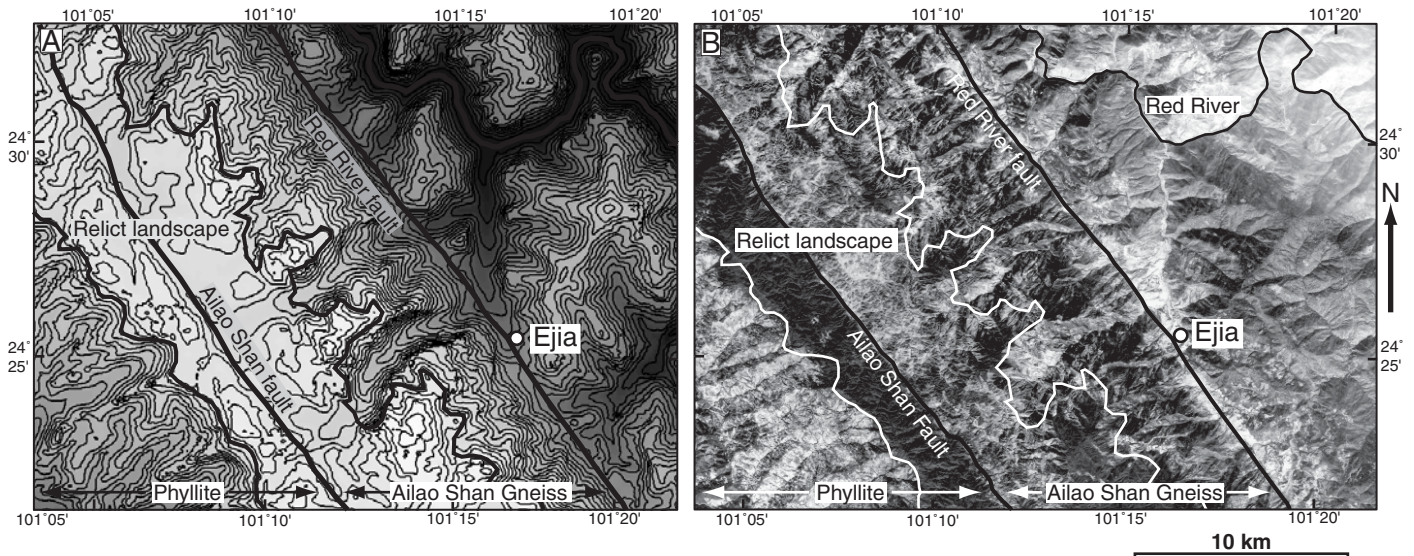 101˚05' 101˚10' 101˚15' 101˚20' 101˚10' 101˚15' 101˚20'
A
B
Red River fault
Red River fault
Red River
24˚
30'
24˚
30'
N
Relict landscape
Relict landscape
Ailao Shan fault
Ailao Shan Fault
Ejia
Ejia
24˚
25'
24˚
25'
Phyllite
Ailao Shan Gneiss
Phyllite
Ailao Shan Gneiss
101˚05' 101˚10' 101˚15' 101˚20' 101˚05' 101˚10' 101˚15' 101˚20'
10 km